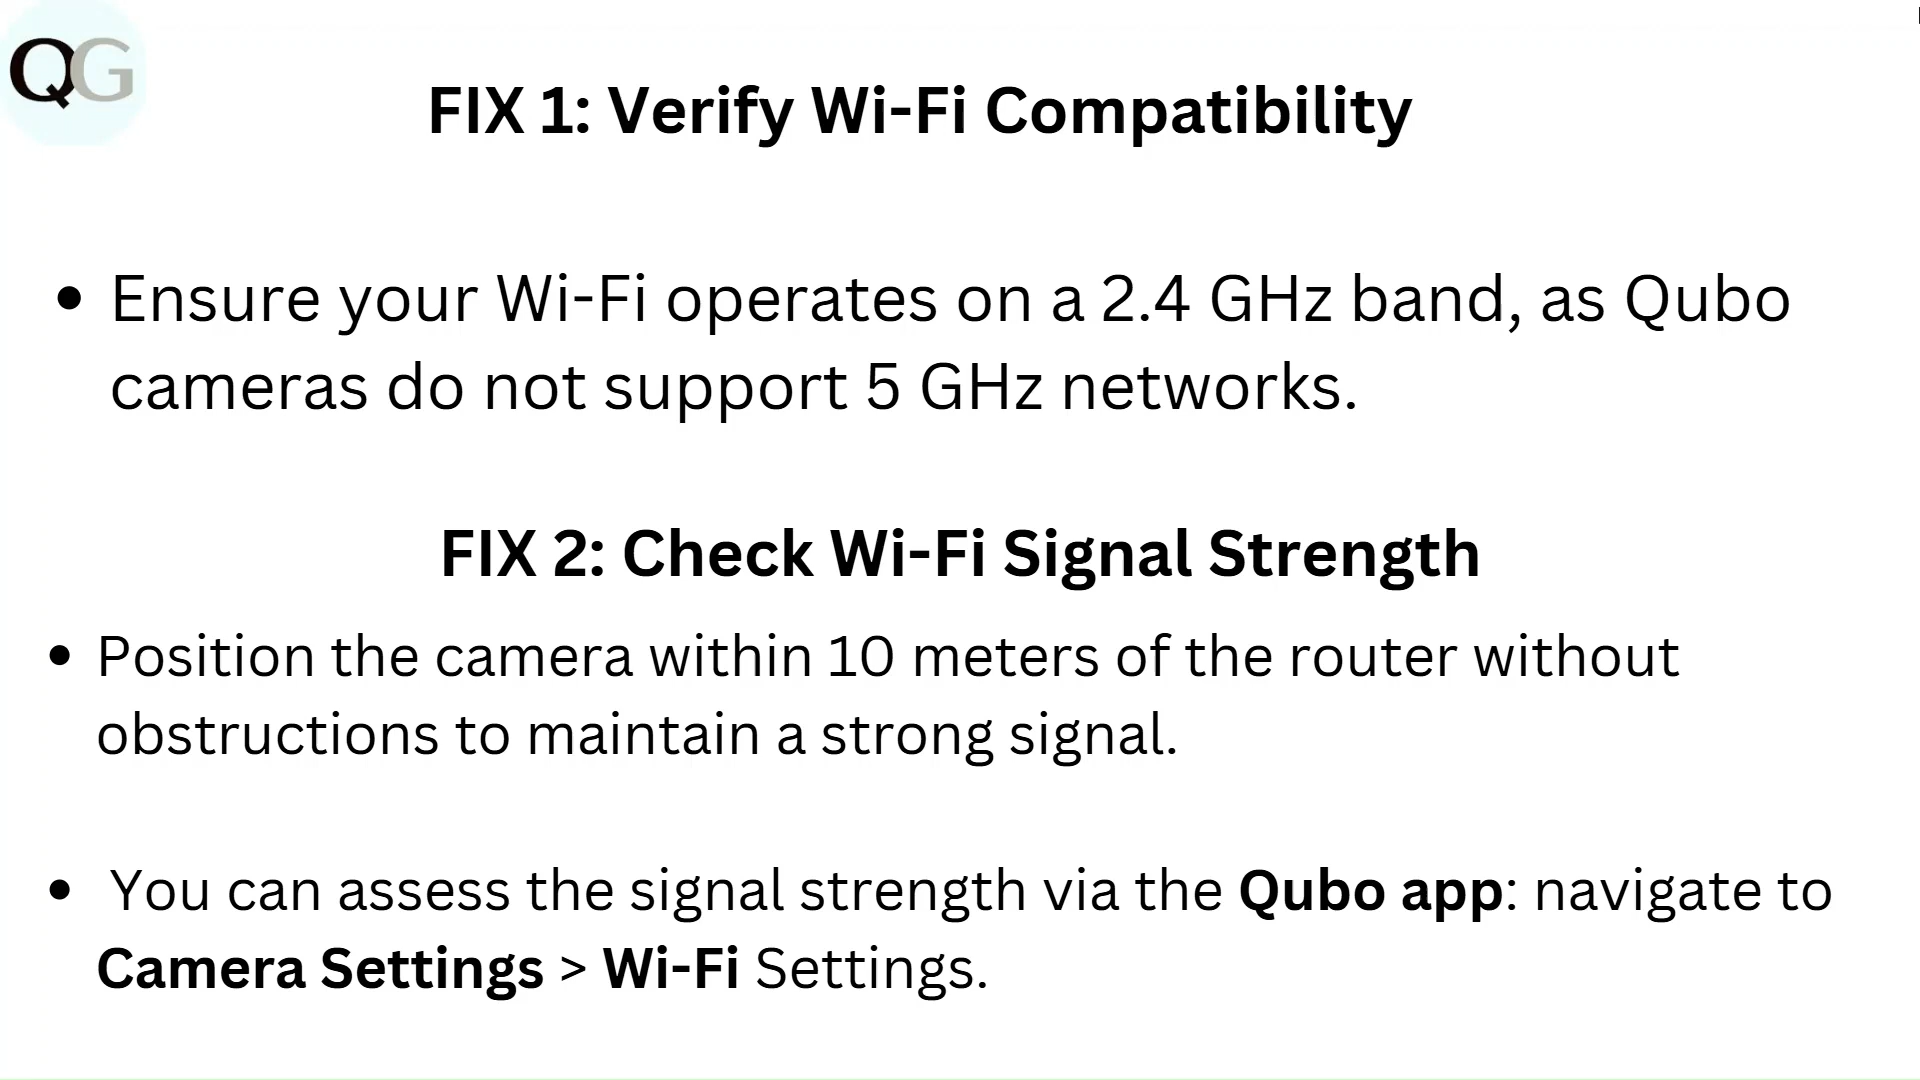 QG
FIX 1: Verify Wi-Fi Compatibility
• Ensure your Wi-Fi operates on a 2.4 GHz band, as Qubo
cameras do not support 5 GHz networks.
FIX 2: Check Wi-Fi Signal Strength
• Position the camera within 10 meters of the router without
obstructions to maintain a strong signal.
• You can assess the signal strength via the Qubo app: navigate to
Camera Settings > Wi-Fi Settings.